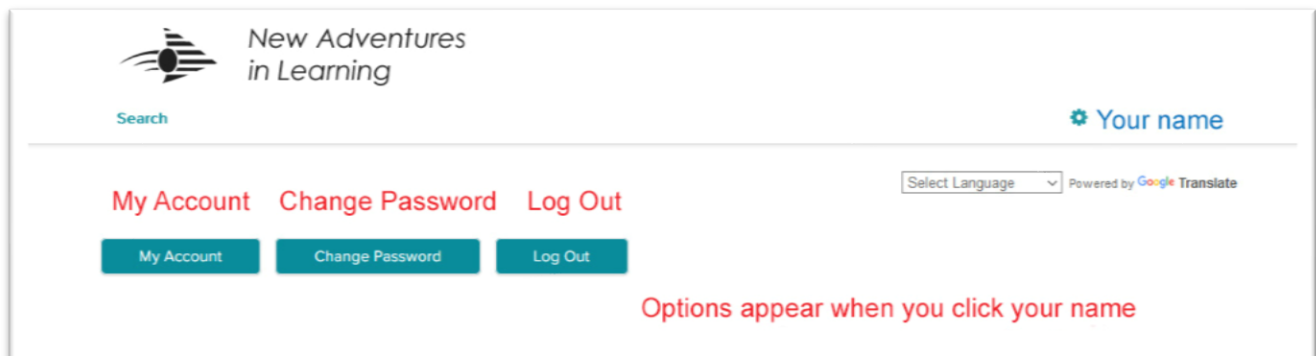 New Adventures
in Learning
Search
Your name
Select Language
Powered by Google Translate
My Account Change Password Log Out
My Account Change Password Log Out
Options appear when you click your name